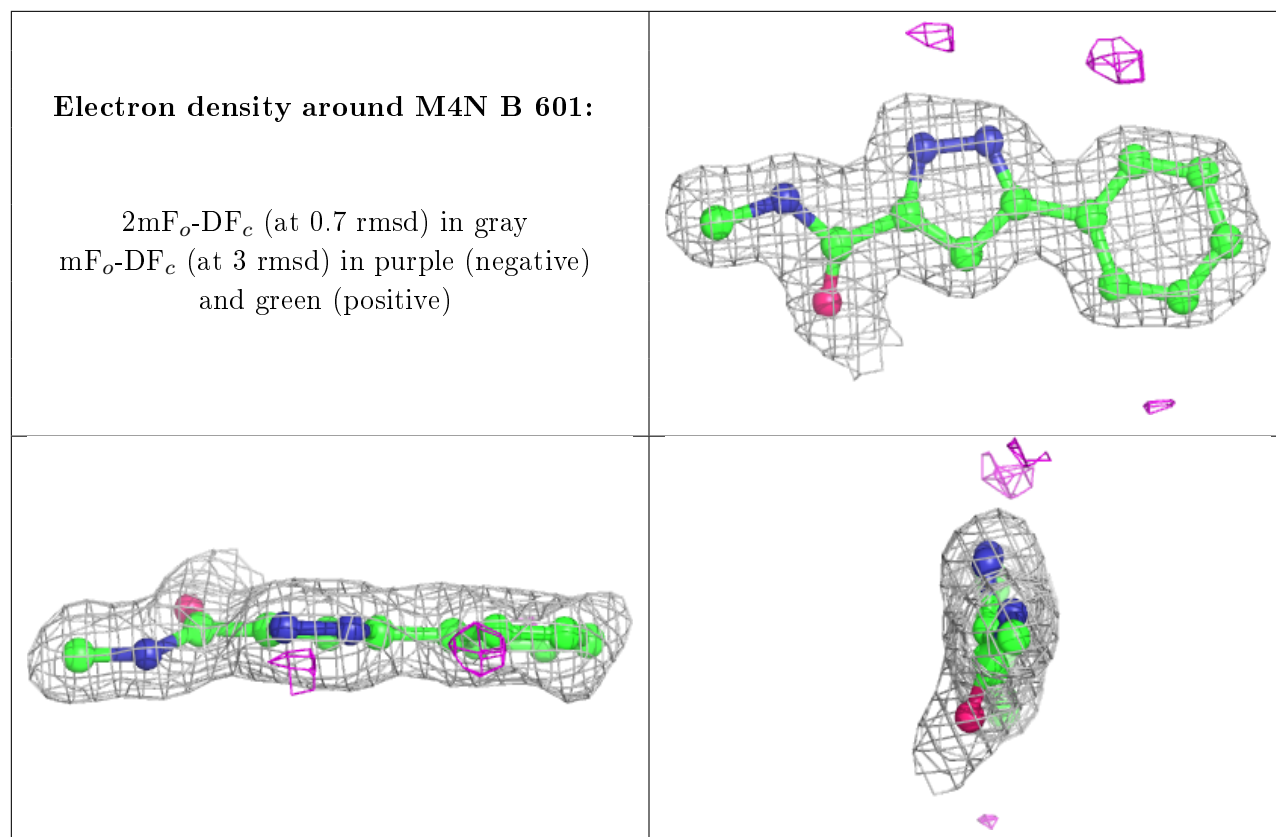 Electron density around M4N B 601:
2mFo-DFc (at 0.7 rmsd) in gray
mFo-DFc (at 3 rmsd) in purple (negative)
and green (positive)